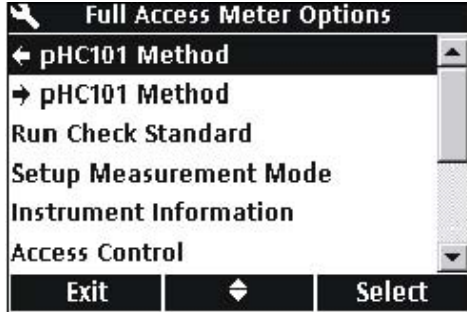 Full Access Meter Options
← pHC101 Method
→ pHC101 Method
Run Check Standard
Setup Measurement Mode
Instrument Information
Access Control
Exit Select